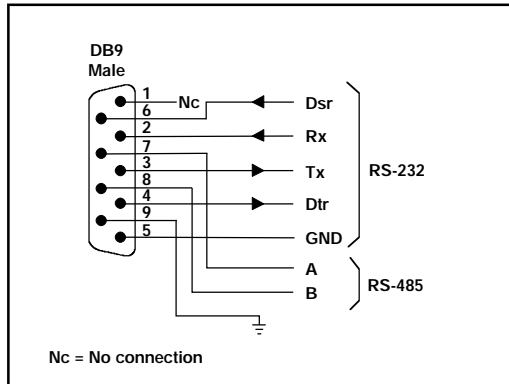 DB9
Male
1
Nc
Dsr
6
2
Rx
7
3
Tx
RS-232
8
4
Dtr
9
5
GND
A
RS-485
B
Nc = No connection